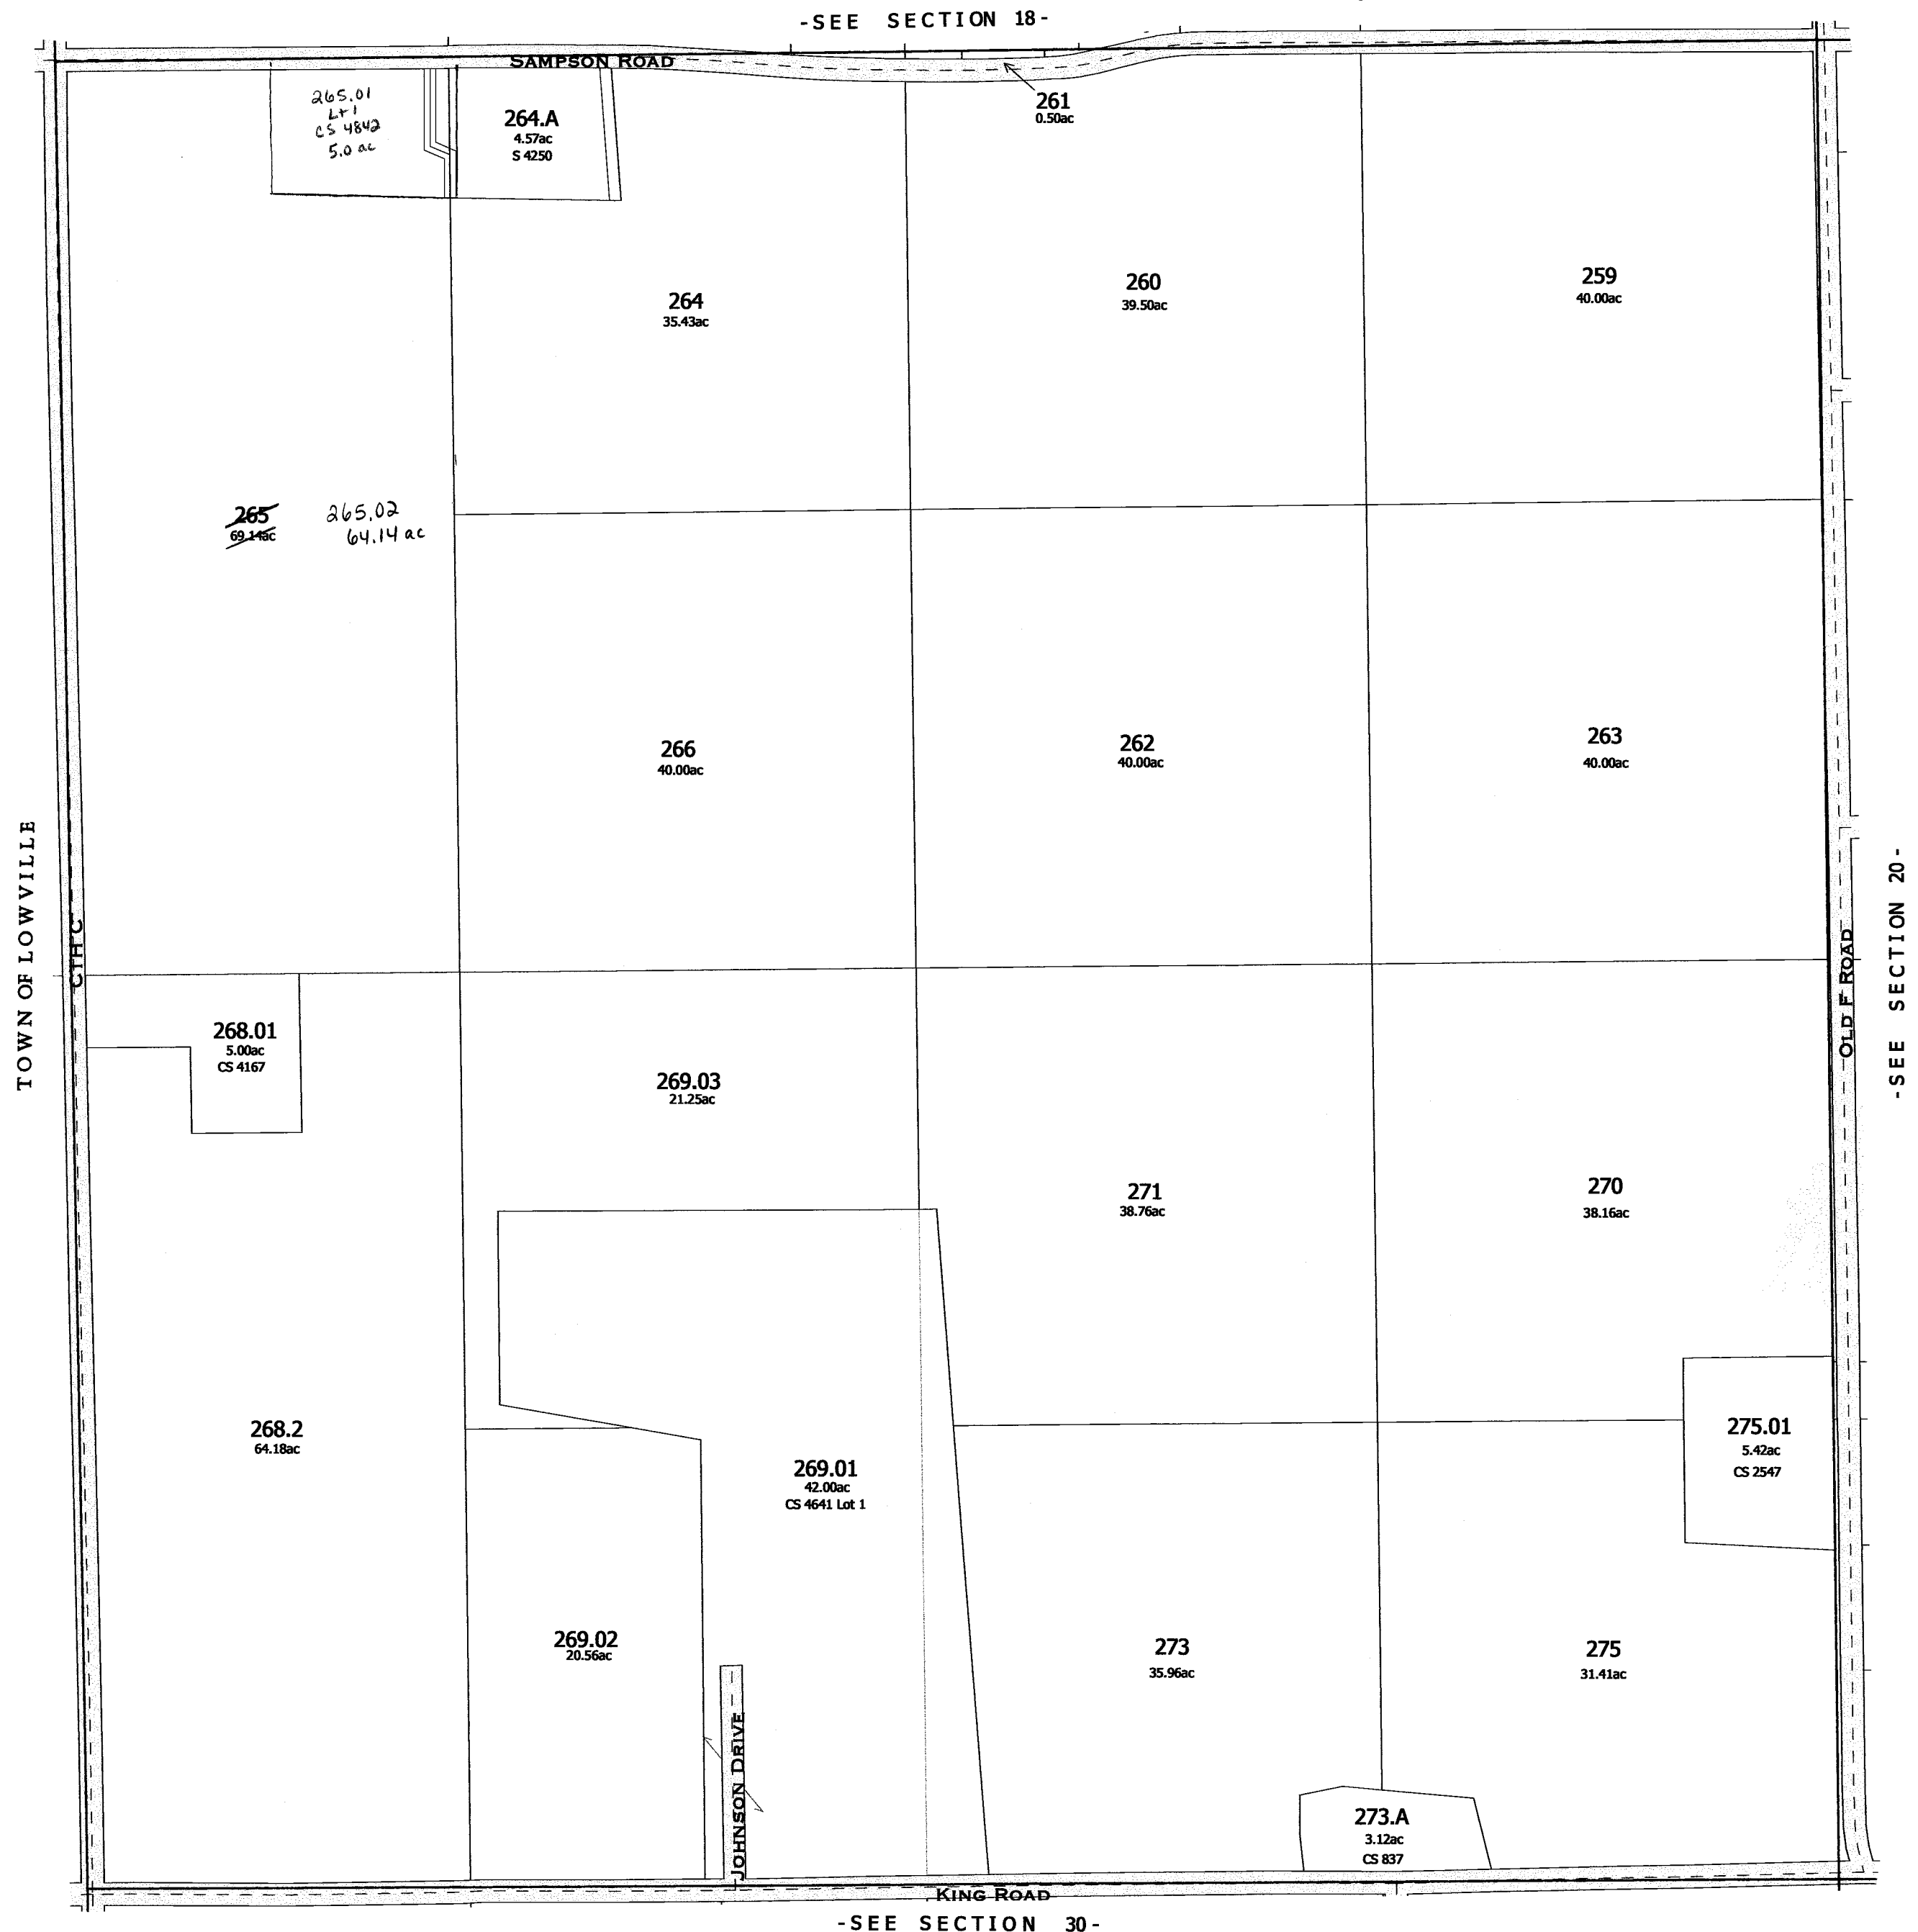 -SEE SECTION 18-
SAMPSON ROAD
265.01
Lt 1
CS 4842
5.0 ac
264.A
4.57ac
S 4250
261
0.50ac
264
35.43ac
260
39.50ac
259
40.00ac
265
69.14ac
265.02
64.14 ac
266
40.00ac
262
40.00ac
263
40.00ac
TOWN OF LOWVILLE
CTH C
OLD F ROAD
-SEE SECTION 20-
268.01
5.00ac
CS 4167
269.03
21.25ac
271
38.76ac
270
38.16ac
268.2
64.18ac
269.01
42.00ac
CS 4641 Lot 1
275.01
5.42ac
CS 2547
269.02
20.56ac
273
35.96ac
275
31.41ac
JOHNSON DRIVE
273.A
3.12ac
CS 837
KING ROAD
-SEE SECTION 30-